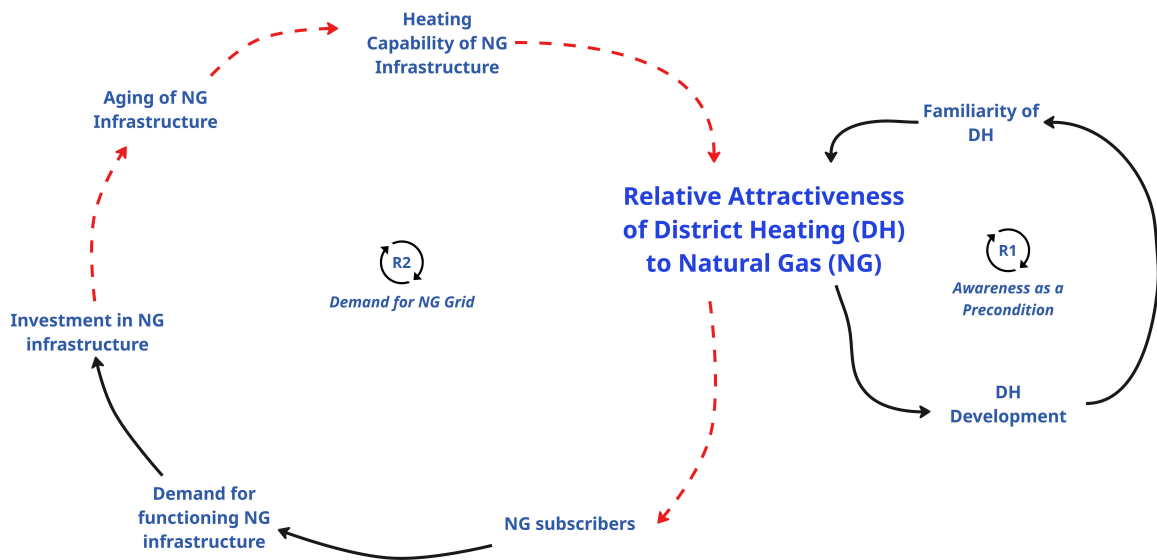 Heating
Capability of NG
Infrastructure
Aging of NG
Infrastructure
Familiarity of
DH
Relative Attractiveness
of District Heating (DH)
to Natural Gas (NG)
R1
Awareness as a
Precondition
R2
Demand for NG Grid
Investment in NG
infrastructure
DH
Development
Demand for
functioning NG
infrastructure
NG subscribers